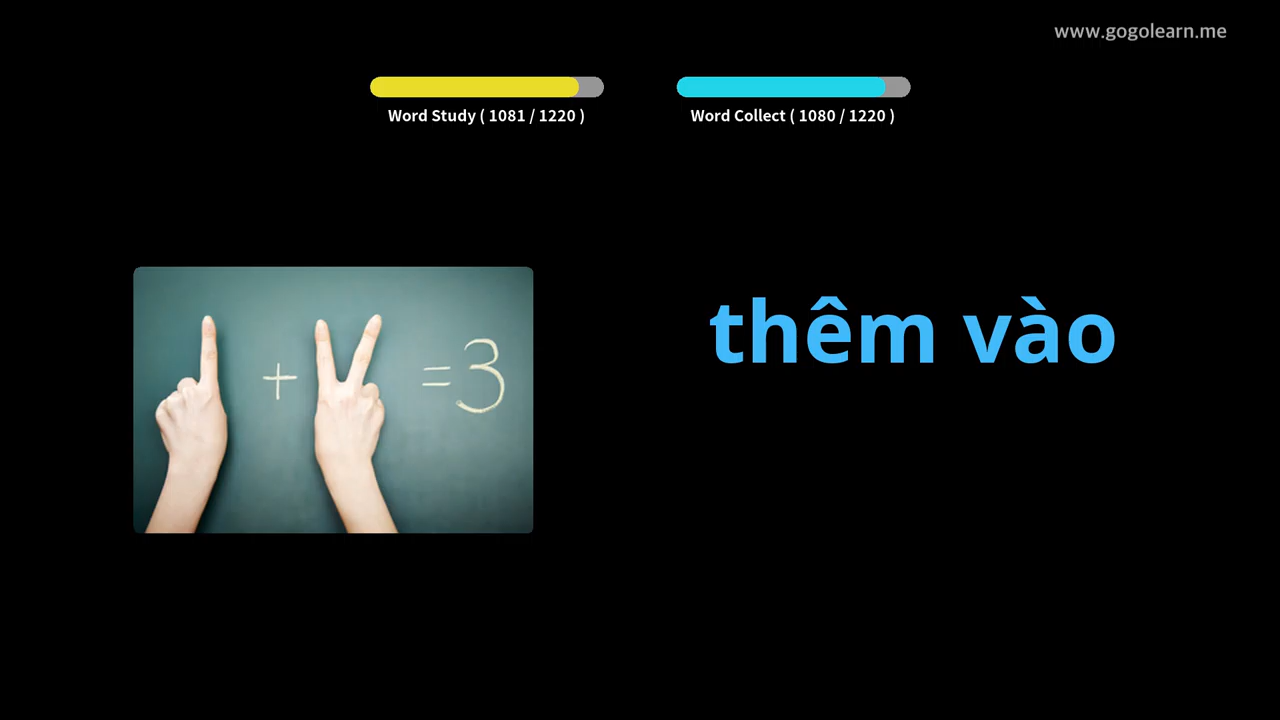 www.gogolearn.me
Word Study ( 1081 / 1220 )
Word Collect ( 1080 / 1220 )
+ = 3
thêm vào